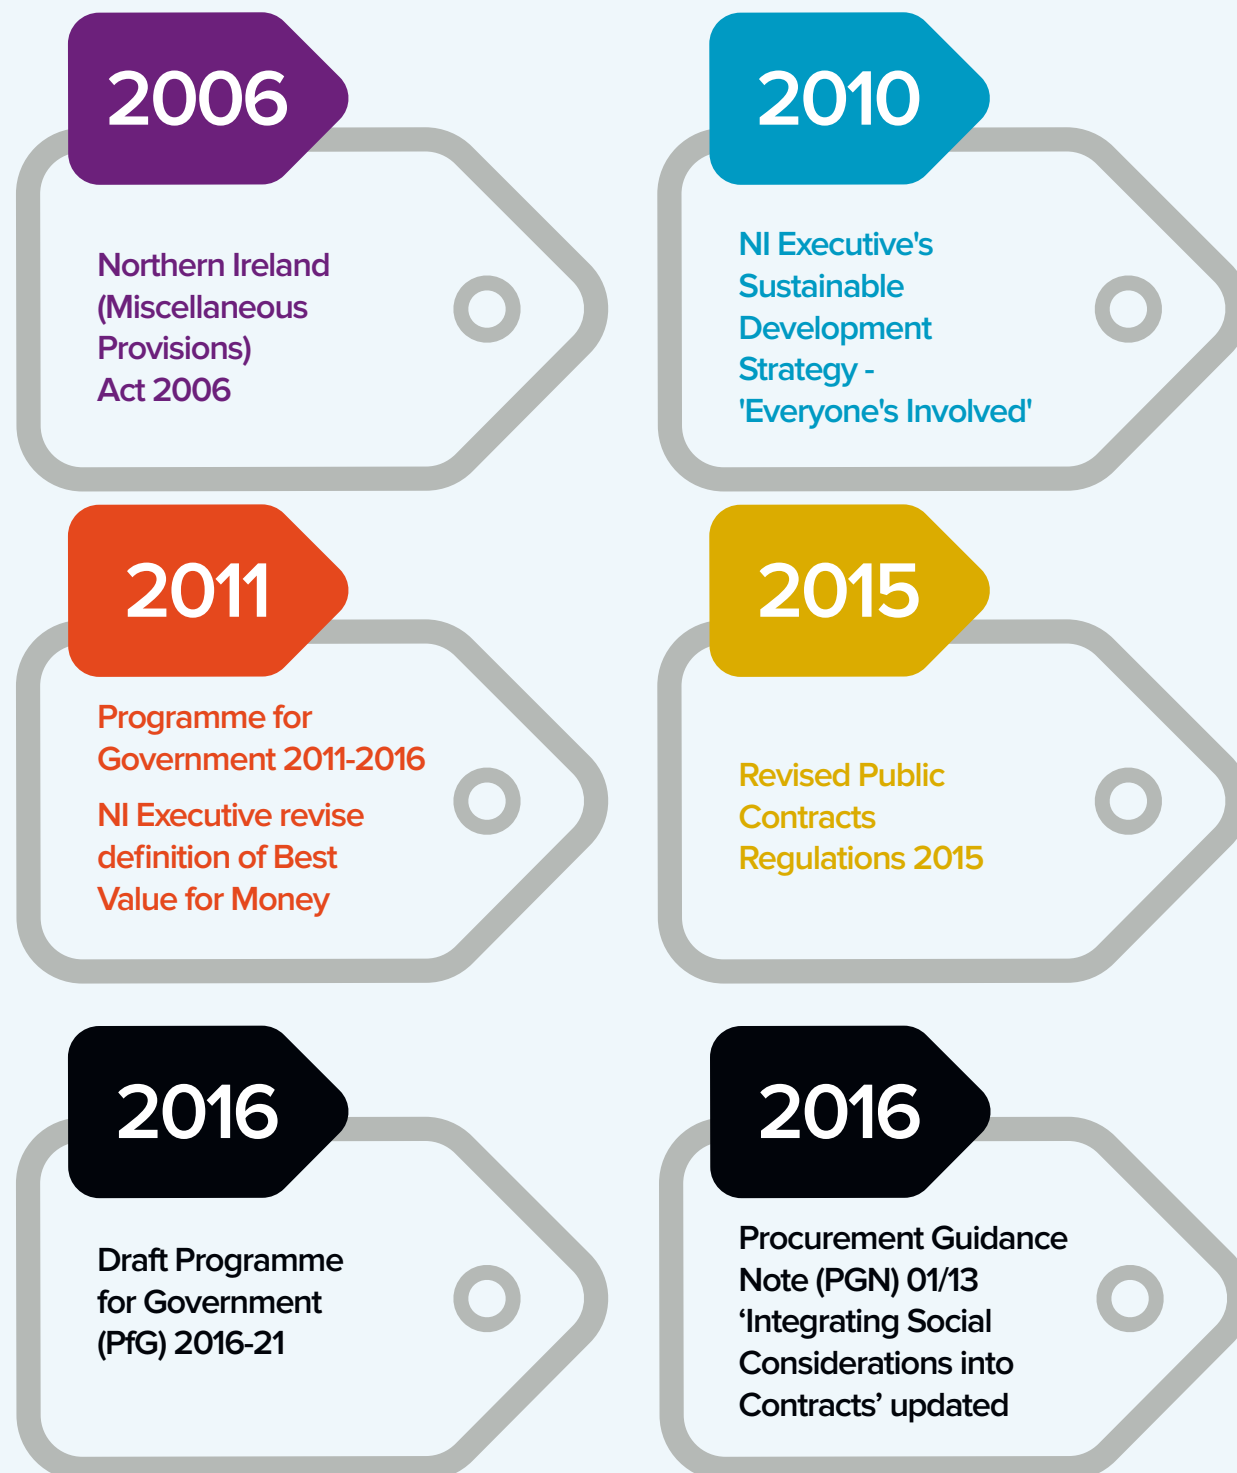 2006
Northern Ireland
(Miscellaneous
Provisions)
Act 2006
2010
NI Executive's
Sustainable
Development
Strategy -
'Everyone's Involved'
2011
Programme for
Government 2011-2016
NI Executive revise
definition of Best
Value for Money
2015
Revised Public
Contracts
Regulations 2015
2016
Draft Programme
for Government
(PfG) 2016-21
2016
Procurement Guidance
Note (PGN) 01/13
‘Integrating Social
Considerations into
Contracts’ updated